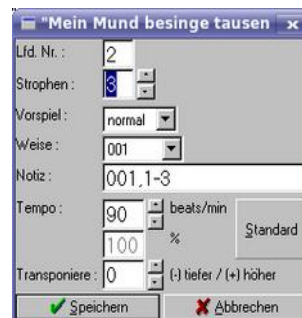 "Mein Mund besinge tausen
Lfd. Nr. : 2
Strophen : 3
Vorspiel : normal
Weise : 001
Notiz : 001,1-3
Tempo : 90 beats/min
100 %
Standard
Transponiere : 0 (-) tiefer / (+) höher
Speichern Abbrechen